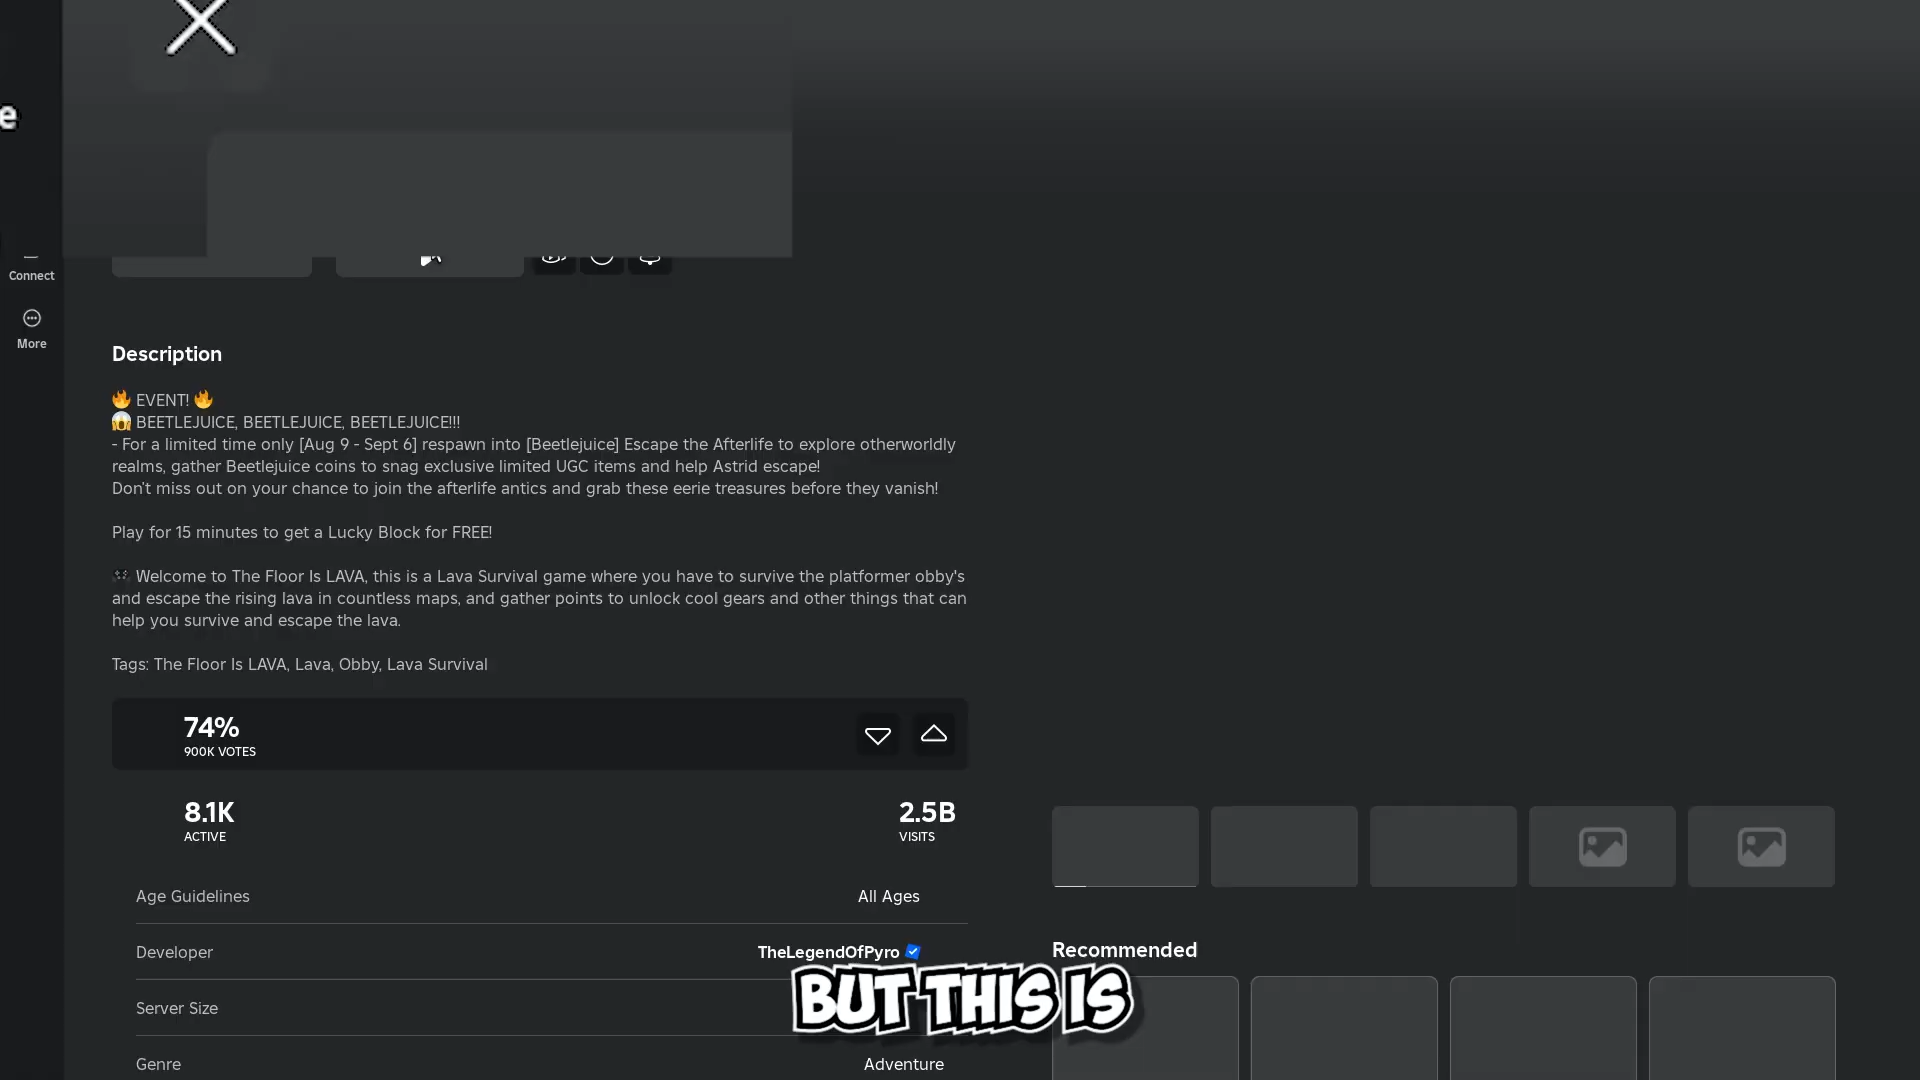 e
Connect
More
Description
🔥 EVENT! 🔥
😱 BEETLEJUICE, BEETLEJUICE, BEETLEJUICE!!!
- For a limited time only [Aug 9 - Sept 6] respawn into [Beetlejuice] Escape the Afterlife to explore otherworldly
realms, gather Beetlejuice coins to snag exclusive limited UGC items and help Astrid escape!
Don't miss out on your chance to join the afterlife antics and grab these eerie treasures before they vanish!
Play for 15 minutes to get a Lucky Block for FREE!
🎮 Welcome to The Floor Is LAVA, this is a Lava Survival game where you have to survive the platformer obby's
and escape the rising lava in countless maps, and gather points to unlock cool gears and other things that can
help you survive and escape the lava.
Tags: The Floor Is LAVA, Lava, Obby, Lava Survival
74%
900K VOTES
8.1K
ACTIVE
2.5B
VISITS
Age Guidelines
All Ages
Developer
TheLegendOfPyro
Server Size
Genre
Adventure
Recommended
BUT THIS IS